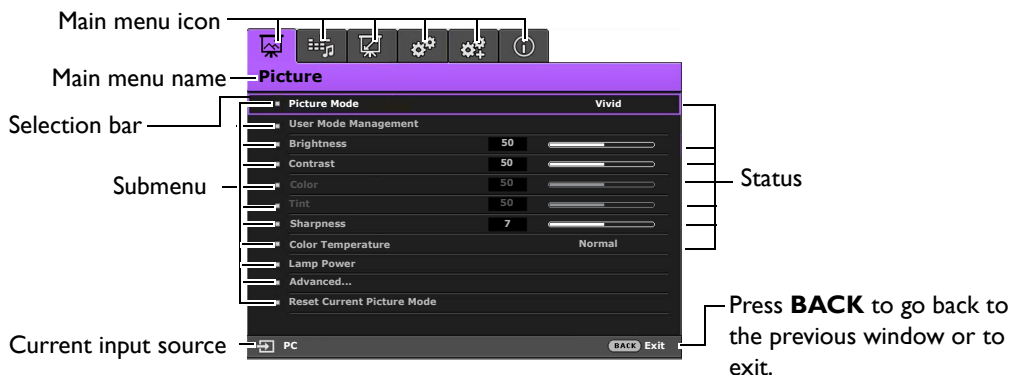 Main menu icon
Main menu name
Picture
Selection bar
Picture Mode Vivid
User Mode Management
Brightness 50
Contrast 50
Submenu
Color 50
Status
Tint 50
Sharpness 7
Color Temperature Normal
Lamp Power
Advanced...
Reset Current Picture Mode
Current input source
PC
BACK Exit
Press BACK to go back to
the previous window or to
exit.